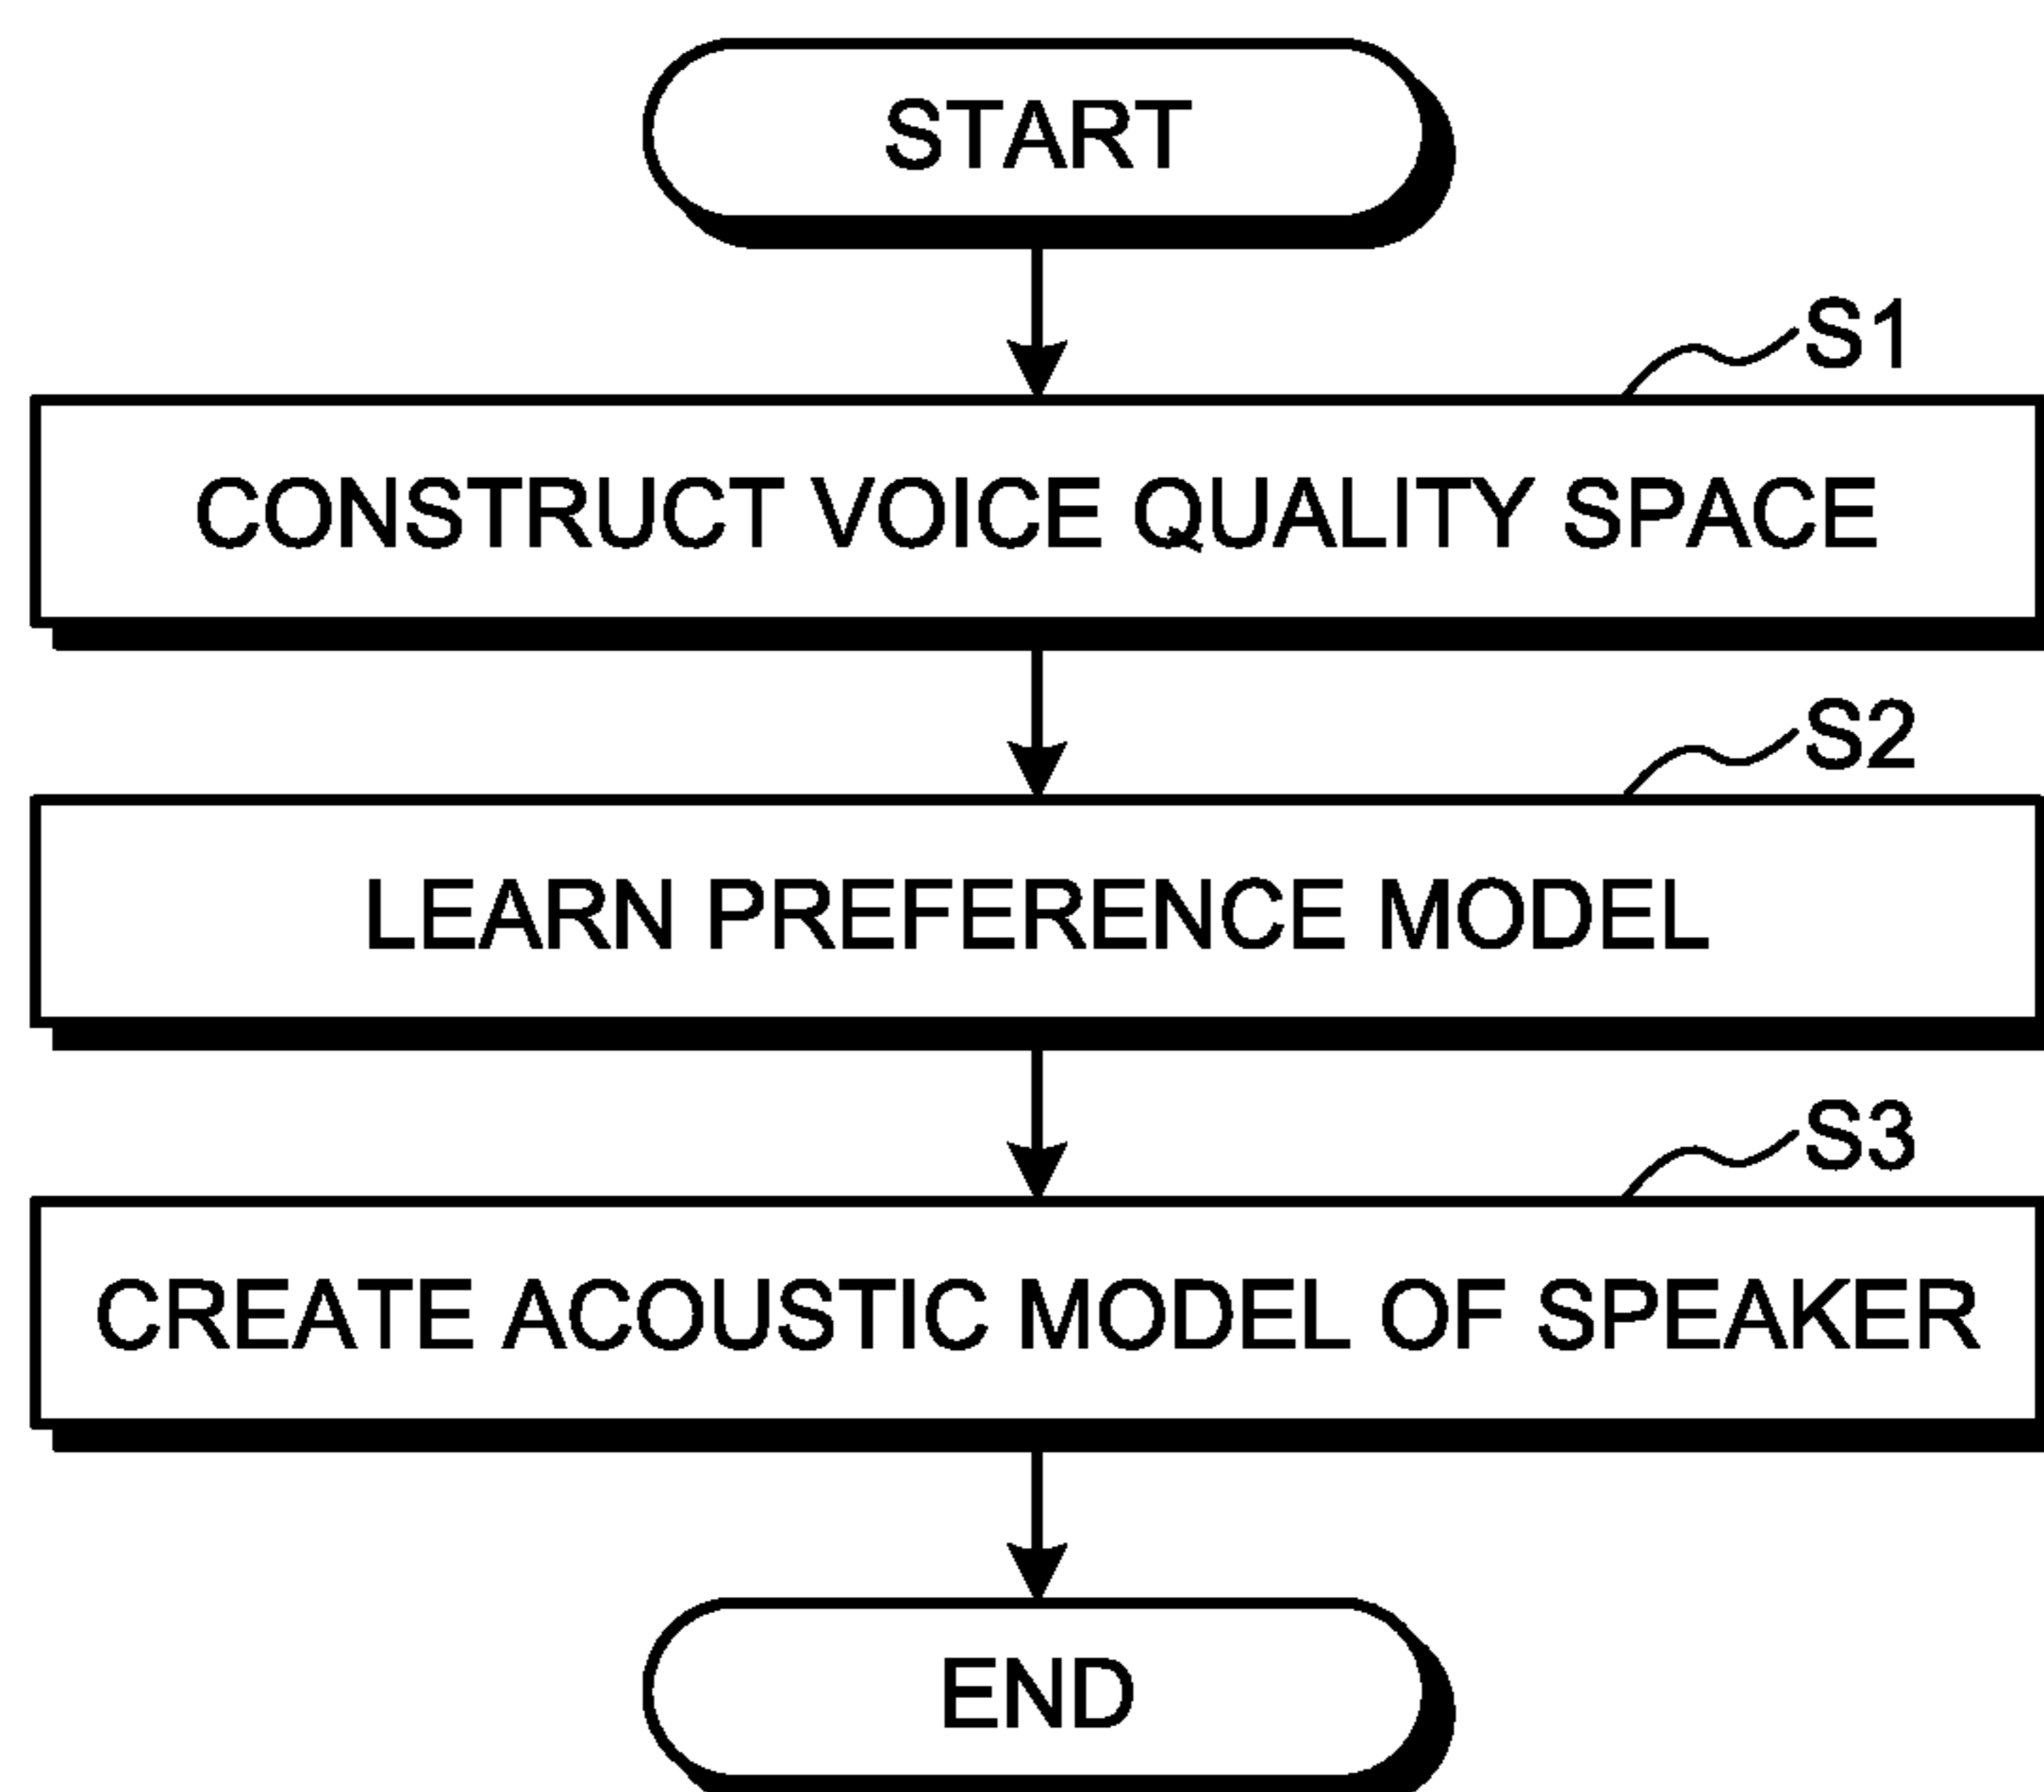 START
S1
CONSTRUCT VOICE QUALITY SPACE
S2
LEARN PREFERENCE MODEL
S3
CREATE ACOUSTIC MODEL OF SPEAKER
END